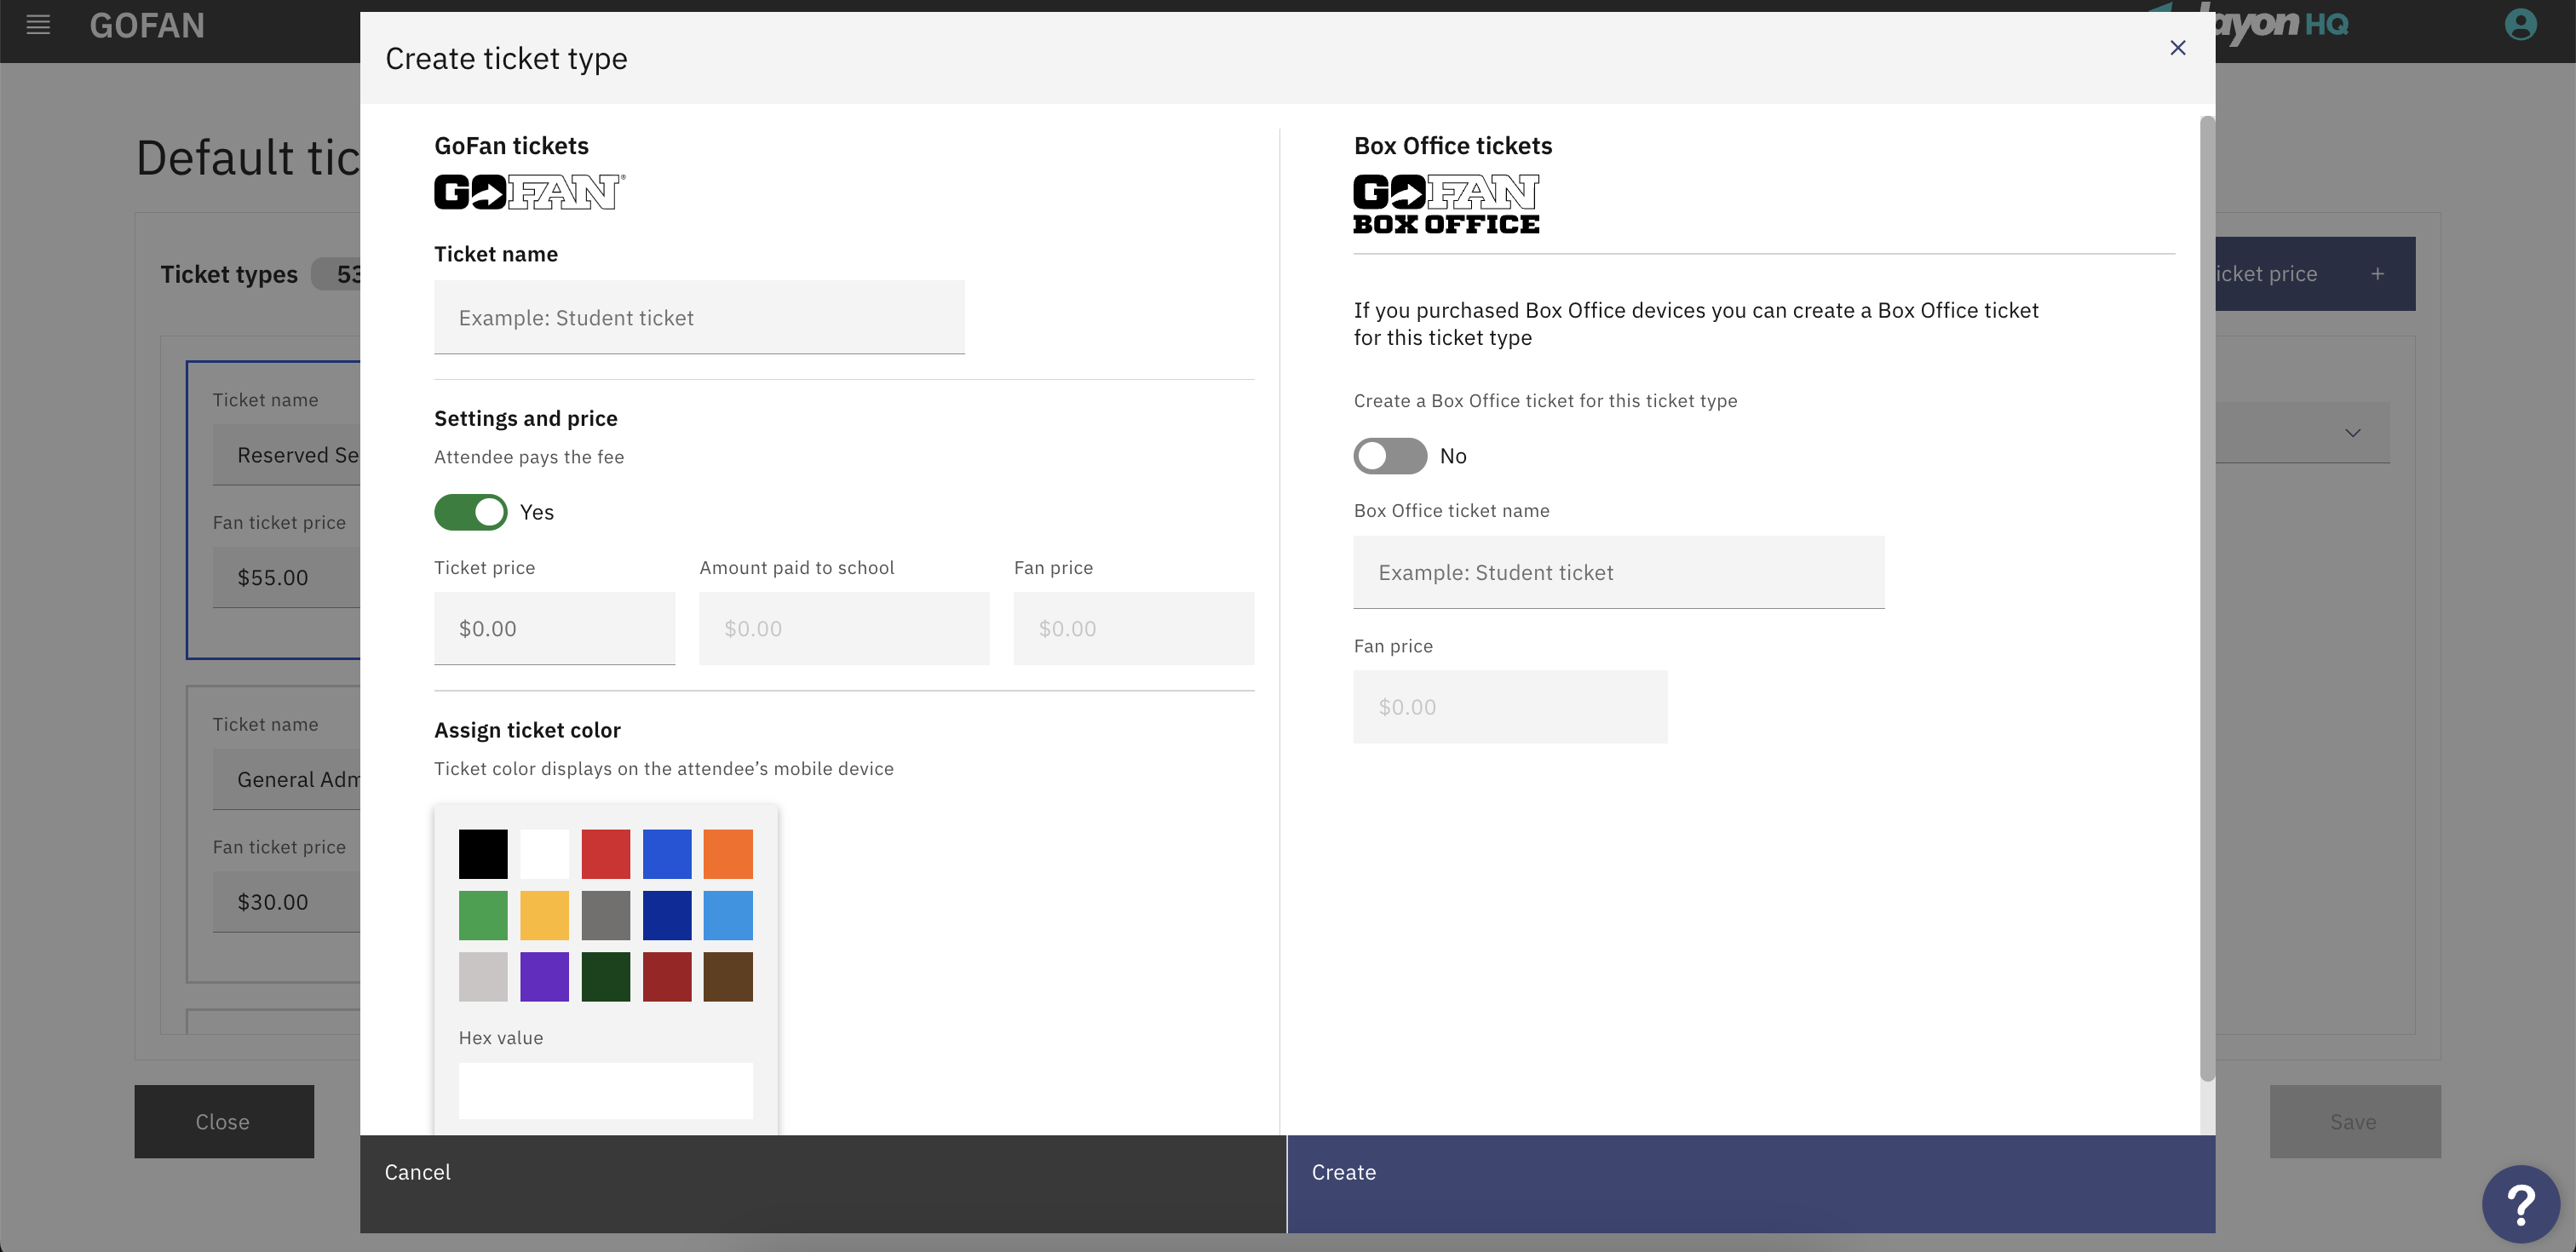 GOFAN
layon HQ
Create ticket type
Default tic
Ticket types 53
icket price +
Ticket name
Reserved Se
Fan ticket price
$55.00
Ticket name
General Adm
Fan ticket price
$30.00
GoFan tickets
GOFAN®
Ticket name
Example: Student ticket
Settings and price
Attendee pays the fee
Yes
Ticket price Amount paid to school Fan price
$0.00 $0.00 $0.00
Assign ticket color
Ticket color displays on the attendee’s mobile device
Hex value
Box Office tickets
GOFAN
BOX OFFICE
If you purchased Box Office devices you can create a Box Office ticket
for this ticket type
Create a Box Office ticket for this ticket type
No
Box Office ticket name
Example: Student ticket
Fan price
$0.00
Close
Save
Cancel
Create
?